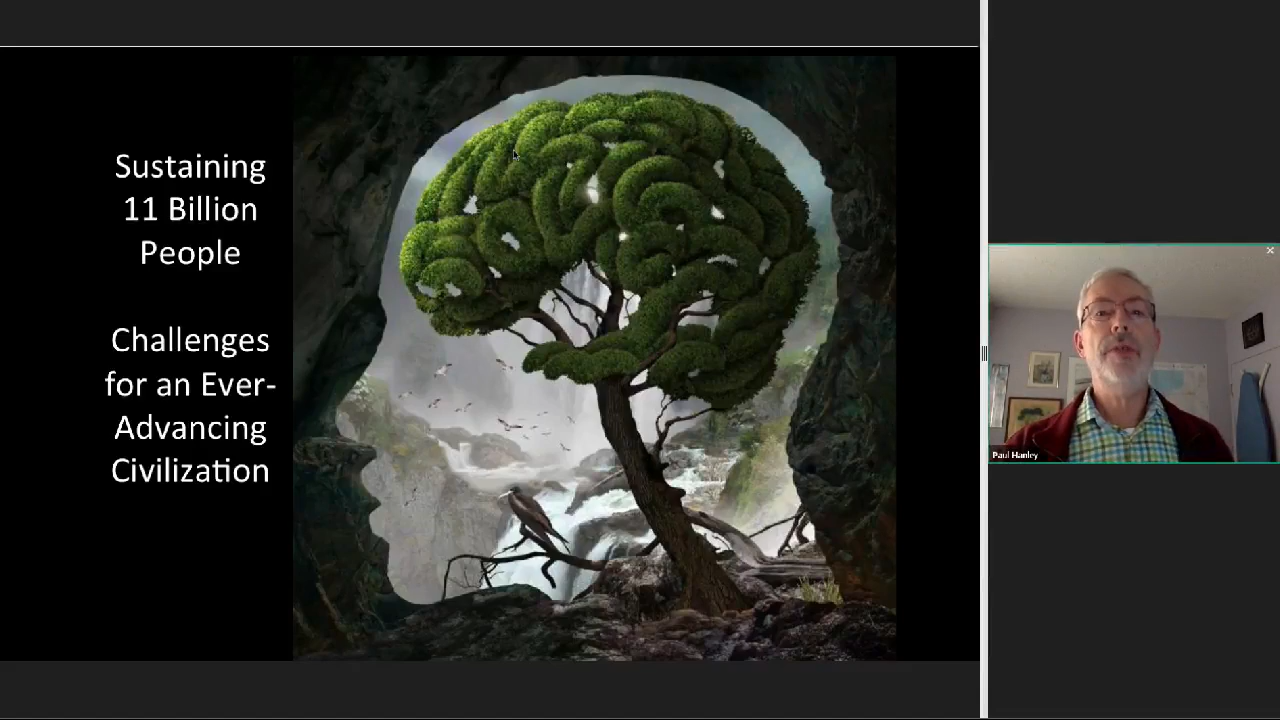 Sustaining
11 Billion
People
Challenges
for an Ever-
Advancing
Civilization
Paul Hanley